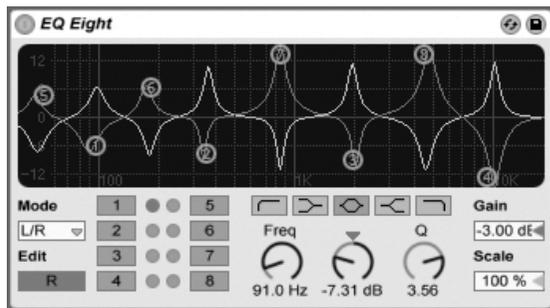 EQ Eight
12
0
-12
100
1K
10K
5
1
6
2
7
3
8
4
Mode
L/R
Edit
R
1
2
3
4
5
6
7
8
Freq
91.0 Hz
-7.31 dB
Q
3.56
Gain
-3.00 dB
Scale
100 %